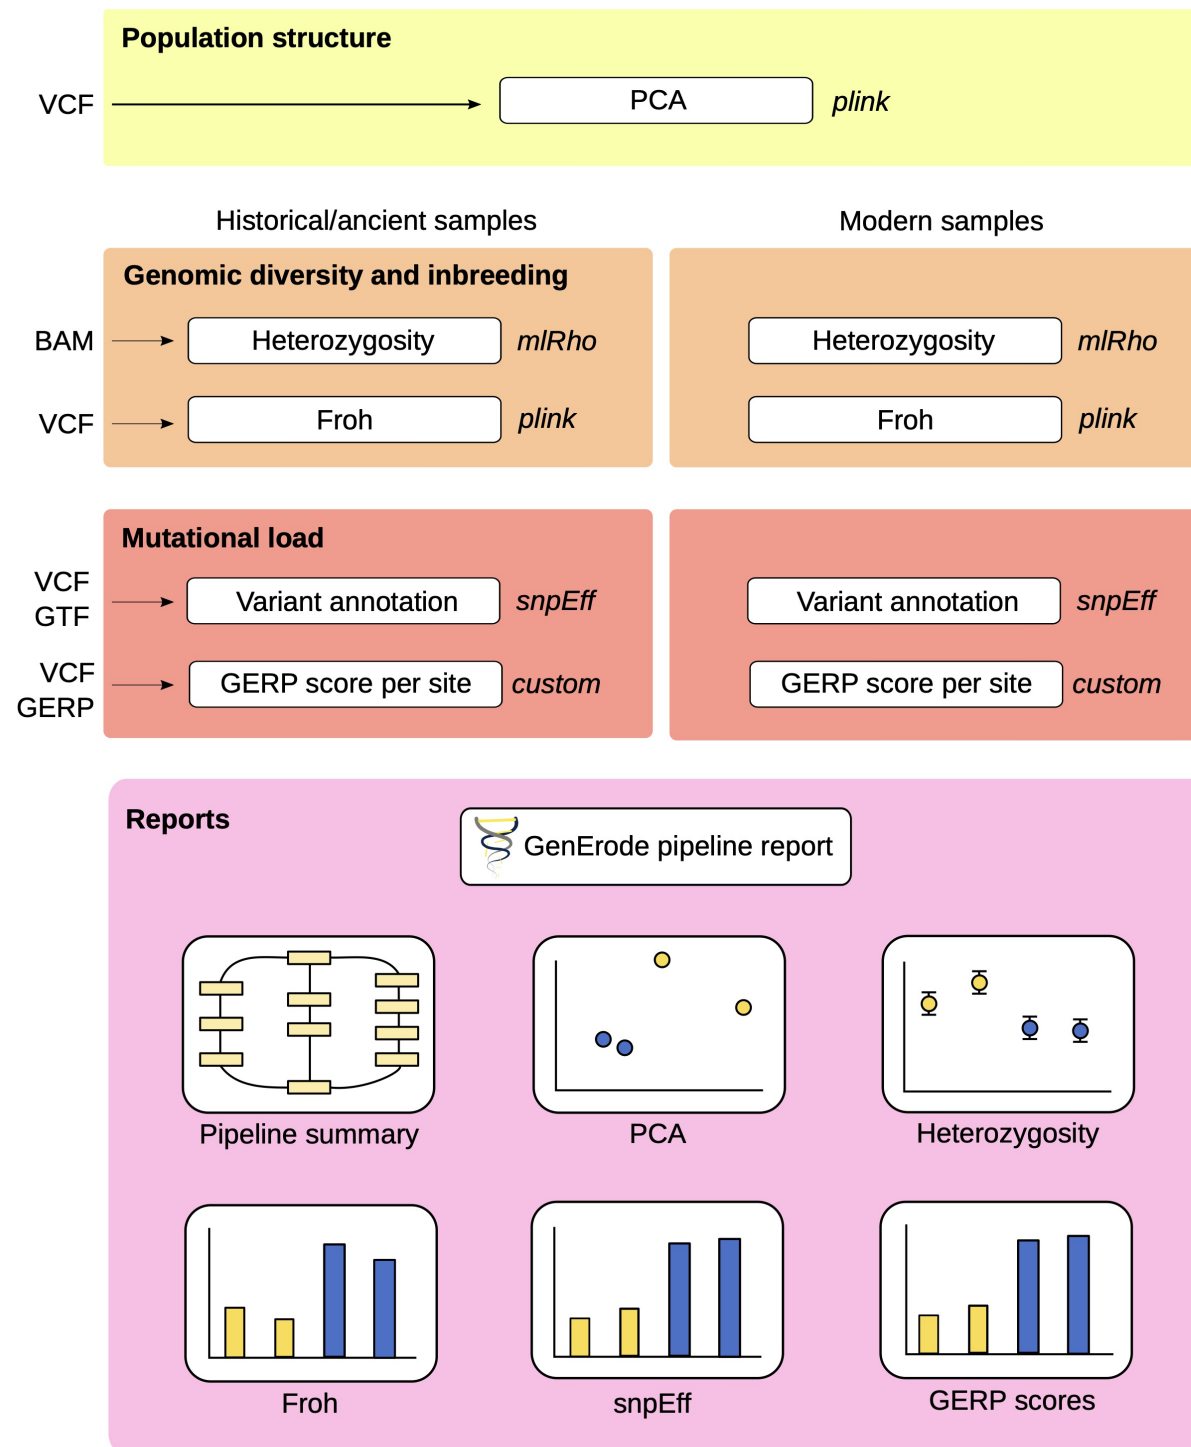 Population structure
VCF
PCA
plink
Historical/ancient samples
Modern samples
Genomic diversity and inbreeding
BAM
Heterozygosity
mlRho
Heterozygosity
mlRho
VCF
Froh
plink
Froh
plink
Mutational load
VCF
GTF
Variant annotation
snpEff
Variant annotation
snpEff
VCF
GERP
GERP score per site
custom
GERP score per site
custom
Reports
GenErode pipeline report
Pipeline summary
PCA
Heterozygosity
Froh
snpEff
GERP scores